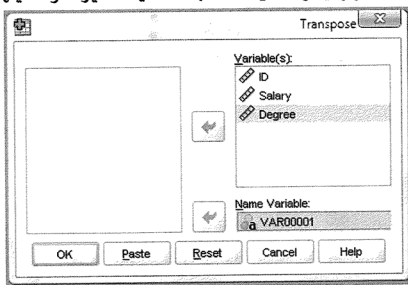 Transpose
Variable(s):
ID
Salary
Degree
Name Variable:
a VAR00001
OK Paste Reset Cancel Help